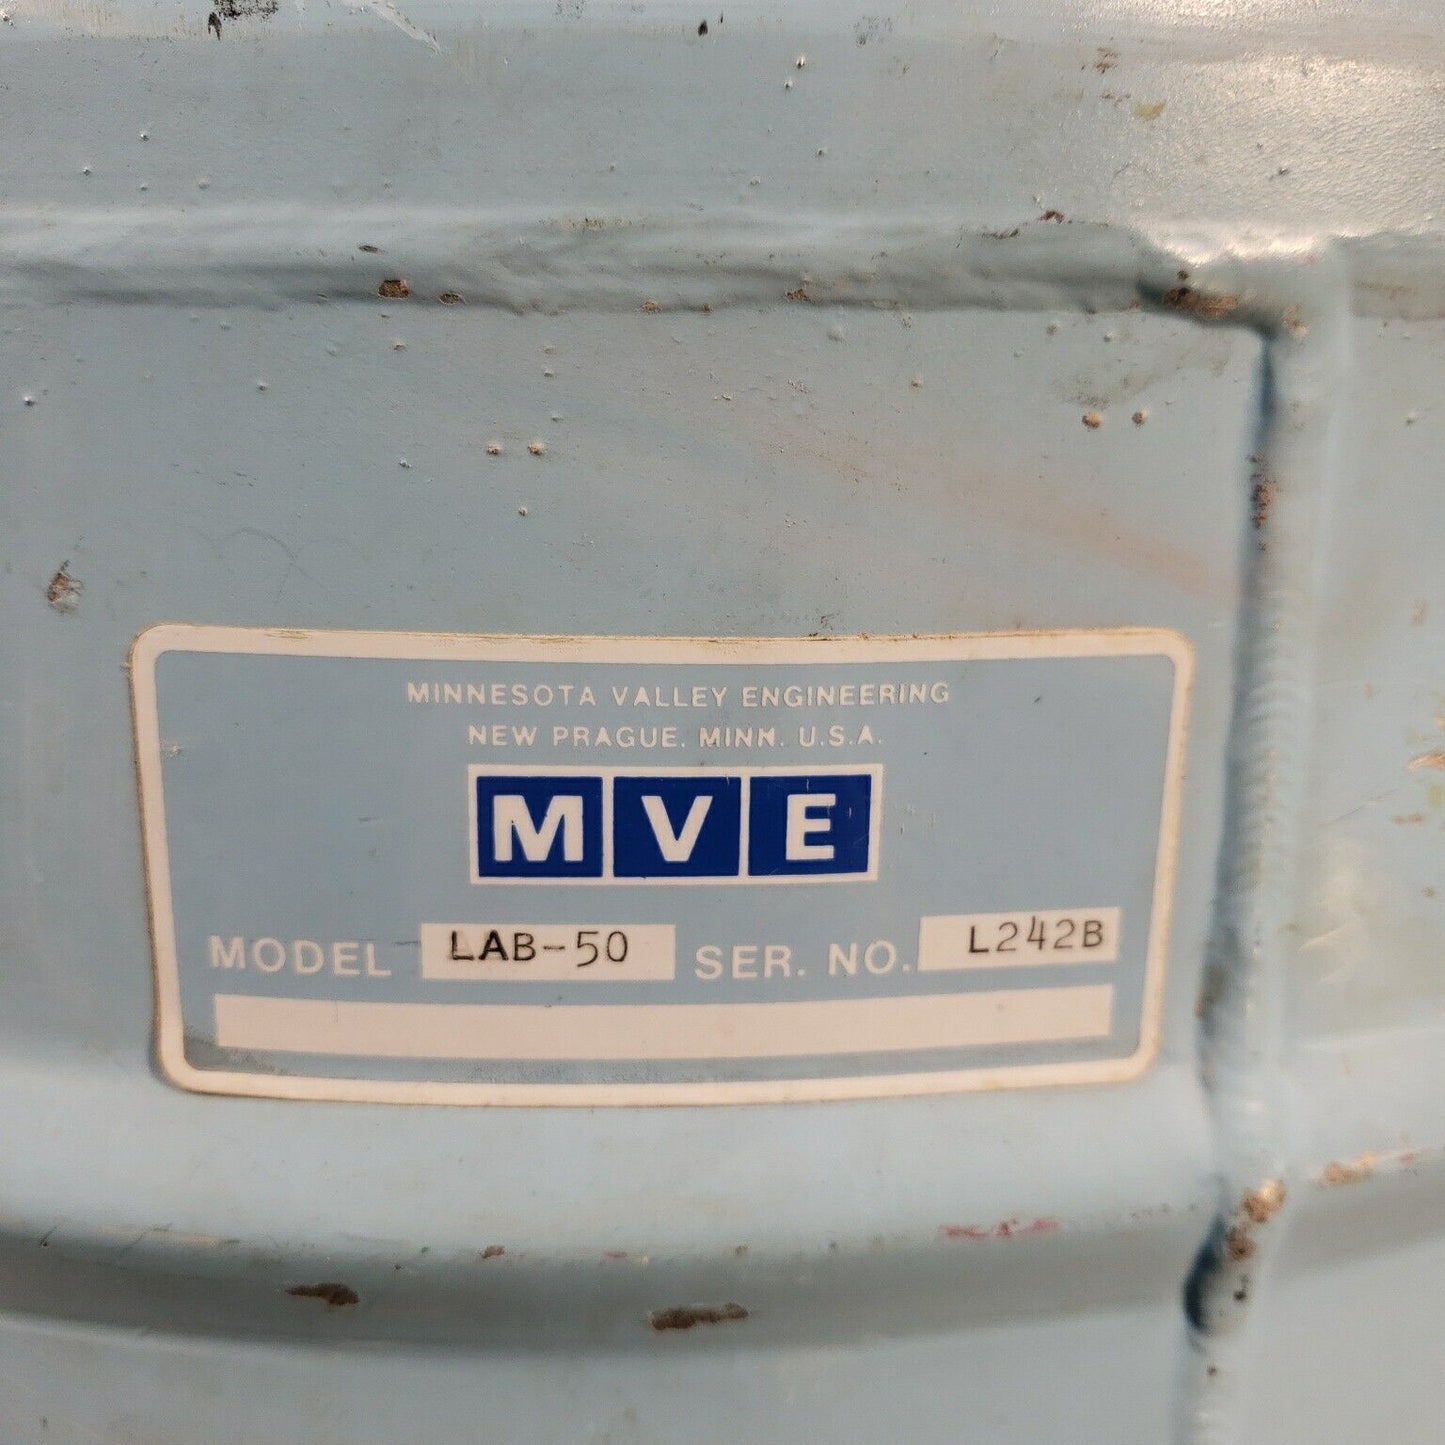 MINNESOTA VALLEY ENGINEERING
NEW PRAGUE, MINN. U.S.A.
MVE
MODEL LAB-50 SER. NO. L242B